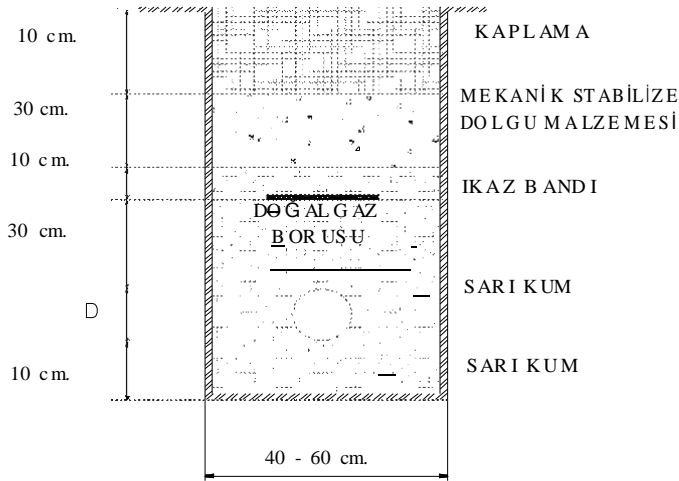 10 cm.
KAPLAMA
30 cm.
MEKANİK STABİLİZE
DOLGU MALZEMESİ
10 cm.
IKAZ BANDI
30 cm.
DOĞALGAZ
BORUSU
SARI KUM
D
10 cm.
SARI KUM
40 - 60 cm.